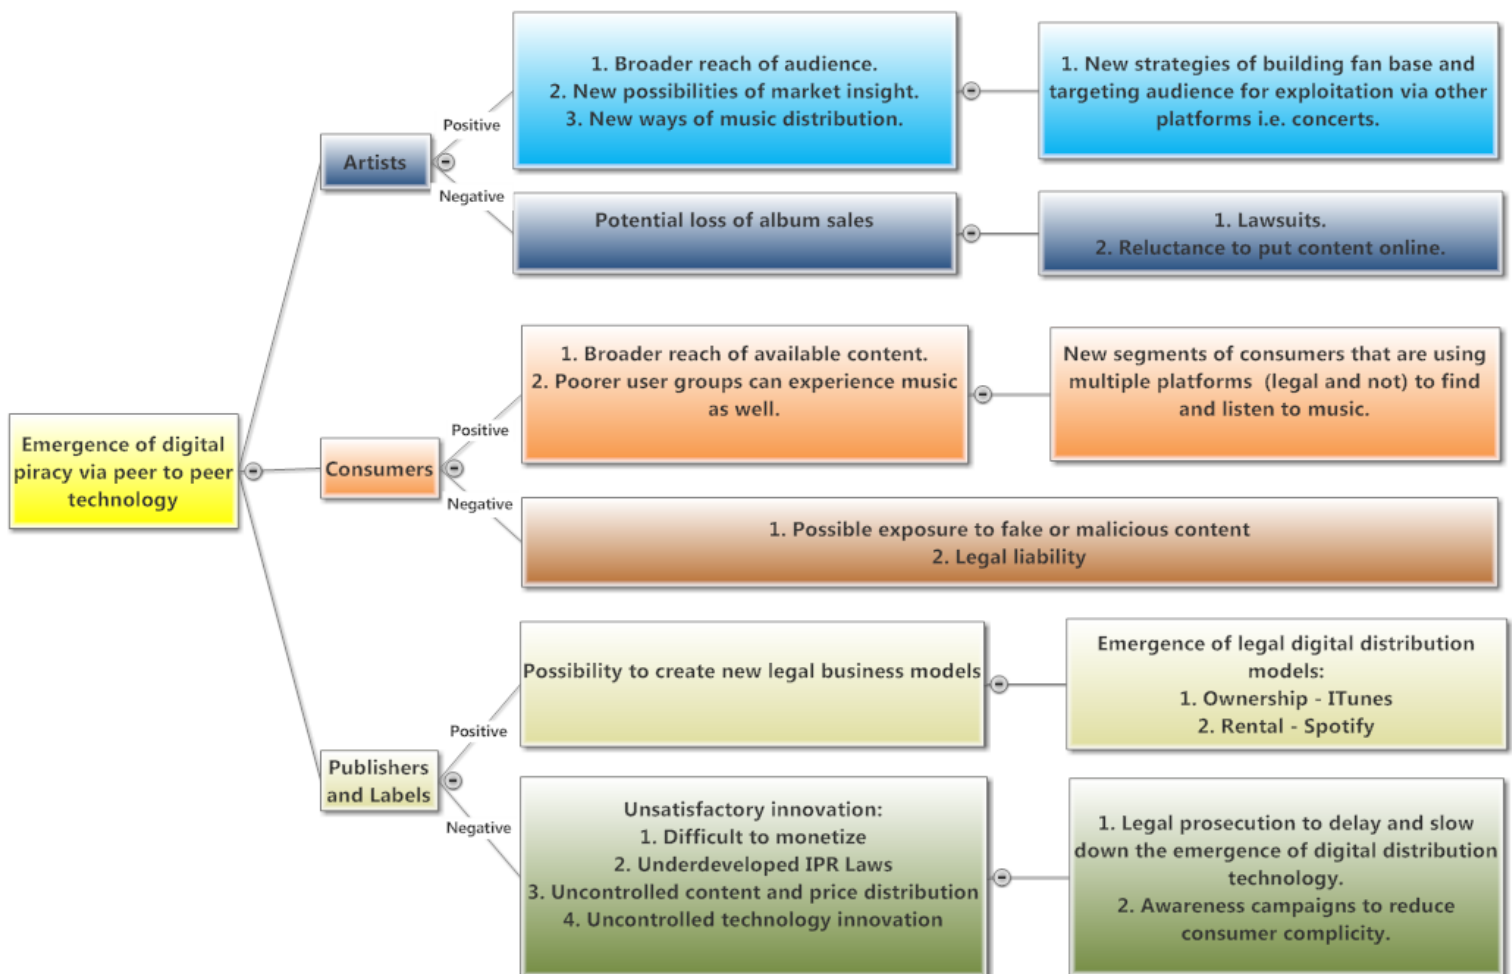 Emergence of digital
piracy via peer to peer
technology
Artists
Positive
1. Broader reach of audience.
2. New possibilities of market insight.
3. New ways of music distribution.
1. New strategies of building fan base and
targeting audience for exploitation via other
platforms i.e. concerts.
Negative
Potential loss of album sales
1. Lawsuits.
2. Reluctance to put content online.
Consumers
Positive
1. Broader reach of available content.
2. Poorer user groups can experience music
as well.
New segments of consumers that are using
multiple platforms (legal and not) to find
and listen to music.
Negative
1. Possible exposure to fake or malicious content
2. Legal liability
Publishers
and Labels
Positive
Possibility to create new legal business models
Emergence of legal digital distribution
models:
1. Ownership - ITunes
2. Rental - Spotify
Negative
Unsatisfactory innovation:
1. Difficult to monetize
2. Underdeveloped IPR Laws
3. Uncontrolled content and price distribution
4. Uncontrolled technology innovation
1. Legal prosecution to delay and slow
down the emergence of digital distribution
technology.
2. Awareness campaigns to reduce
consumer complicity.